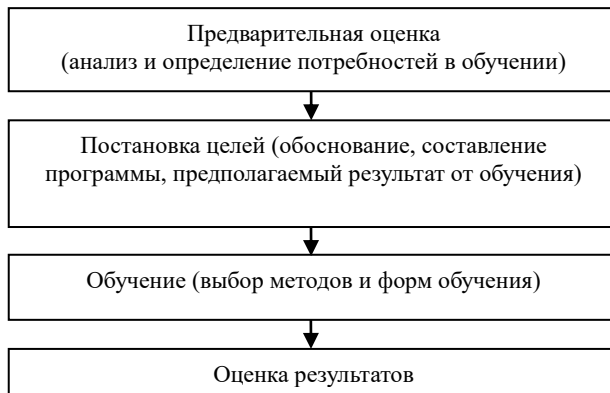 Предварительная оценка
(анализ и определение потребностей в обучении)
Постановка целей (обоснование, составление
программы, предполагаемый результат от обучения)
Обучение (выбор методов и форм обучения)
Оценка результатов